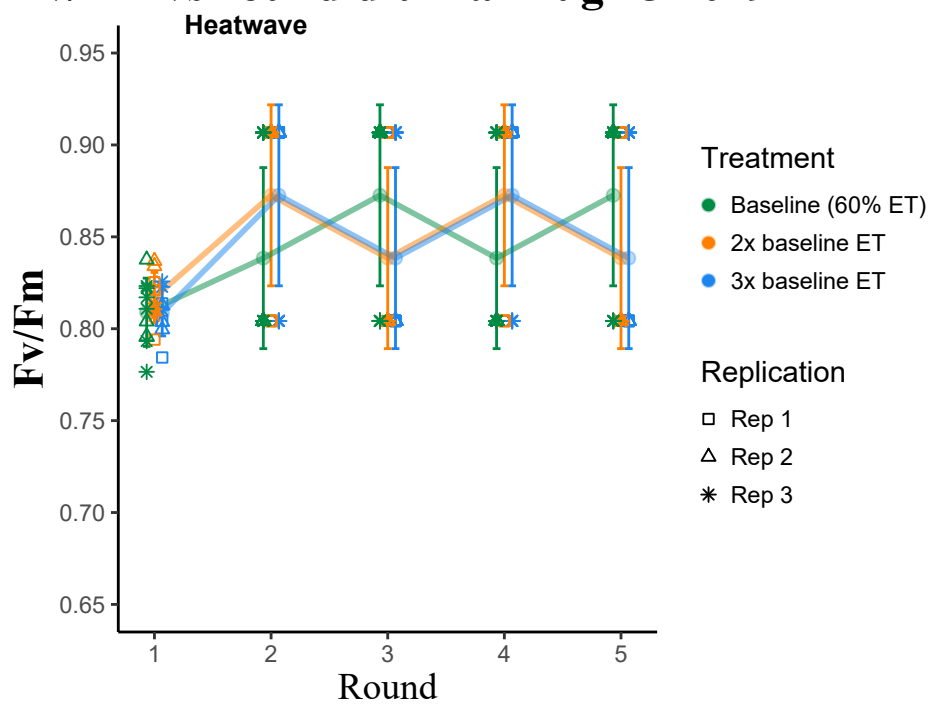 Heatwave
Fv/Fm
0.95
0.90
0.85
0.80
0.75
0.70
0.65
1 2 3 4 5
Round
Treatment
Baseline (60% ET)
2x baseline ET
3x baseline ET
Replication
Rep 1
Rep 2
Rep 3